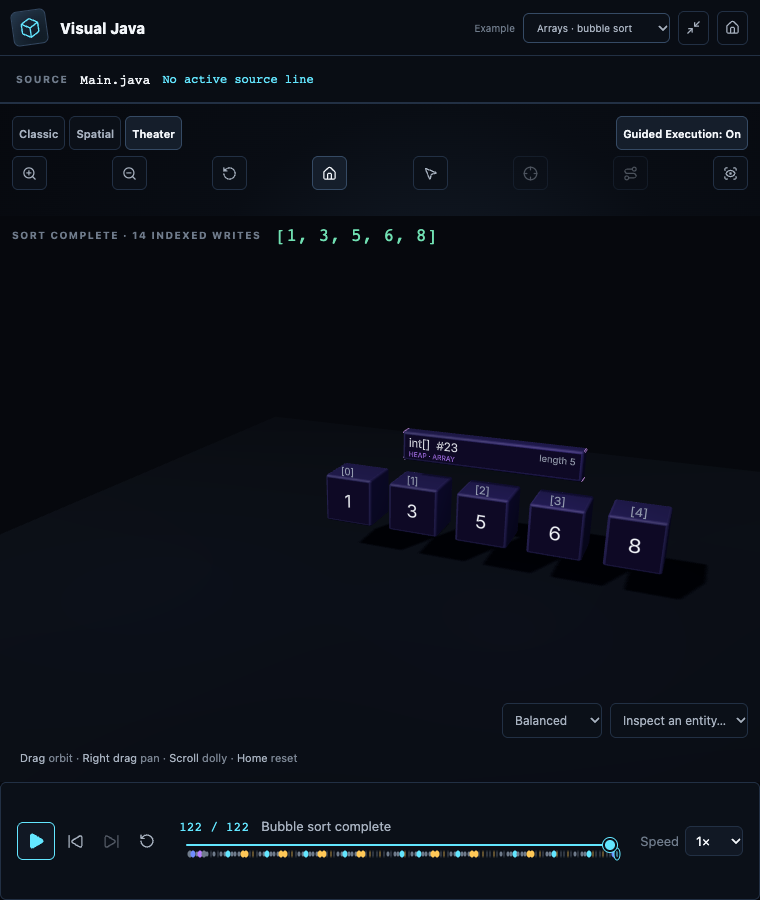 Visual Java
Example
Arrays · bubble sort
SOURCE Main.java No active source line
Classic Spatial Theater
Guided Execution: On
SORT COMPLETE · 14 INDEXED WRITES [1, 3, 5, 6, 8]
int[] #23
HEAP · ARRAY
length 5
[0] [1] [2] [3] [4]
1 3 5 6 8
Balanced
Inspect an entity...
Drag orbit · Right drag pan · Scroll dolly · Home reset
122 / 122 Bubble sort complete
Speed 1×